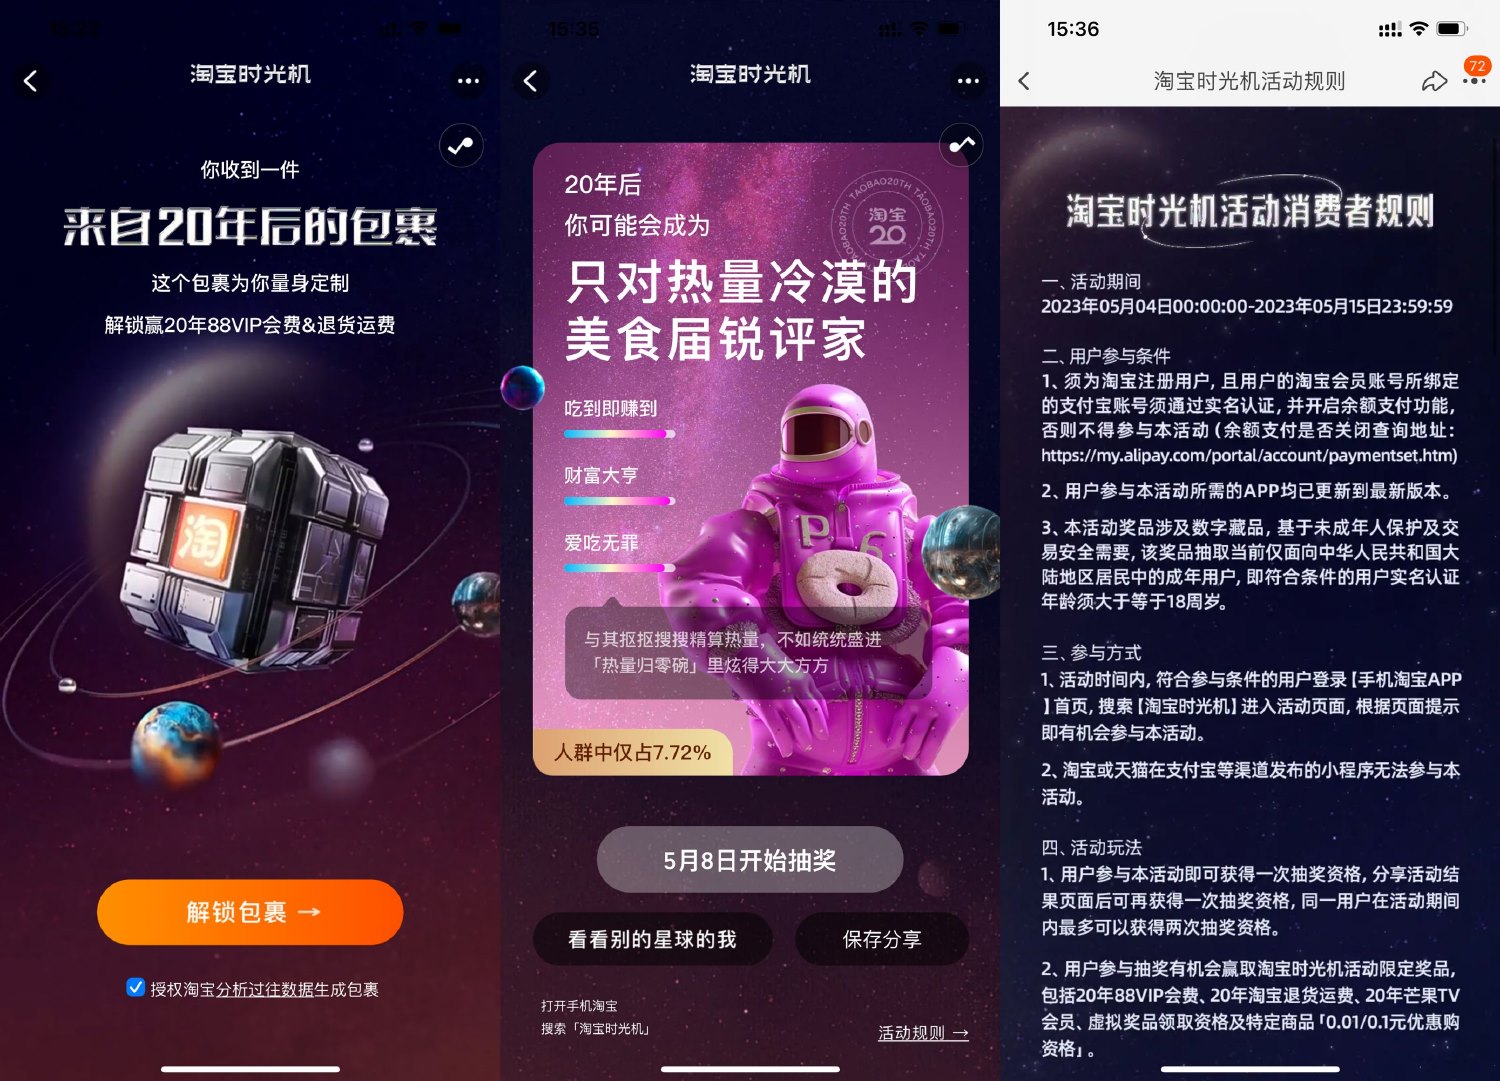 淘宝时光机
你收到一件
来自20年后的包裹
这个包裹为你量身定制
解锁赢20年88VIP会费&退货运费
淘
解锁包裹 →
授权淘宝分析过往数据生成包裹
15:35
淘宝时光机
20年后
你可能会成为
只对热量冷漠的
美食届锐评家
TAOBAO20TH TAOBAO20TH TAOBAO20TH
淘宝
20
吃到即赚到
财富大亨
爱吃无罪
P 6
与其抠抠搜搜精算热量，不如统统盛进
「热量归零碗」里炫得大大方方
人群中仅占7.72%
5月8日开始抽奖
看看别的星球的我
保存分享
打开手机淘宝
搜索「淘宝时光机」
活动规则 →
15:36
72
淘宝时光机活动规则
淘宝时光机活动消费者规则
一、活动期间
2023年05月04日00:00:00-2023年05月15日23:59:59
二、用户参与条件
1、须为淘宝注册用户，且用户的淘宝会员账号所绑定
的支付宝账号须通过实名认证，并开启余额支付功能，
否则不得参与本活动（余额支付是否关闭查询地址：
https://my.alipay.com/portal/account/paymentset.htm)
2、用户参与本活动所需的APP均已更新到最新版本。
3、本活动奖品涉及数字藏品，基于未成年人保护及交
易安全需要，该奖品抽取当前仅面向中华人民共和国大
陆地区居民中的成年用户，即符合条件的用户实名认证
年龄须大于等于18周岁。
三、参与方式
1、活动时间内，符合参与条件的用户登录【手机淘宝APP
】首页，搜索【淘宝时光机】进入活动页面，根据页面提示
即有机会参与本活动。
2、淘宝或天猫在支付宝等渠道发布的小程序无法参与本
活动。
四、活动玩法
1、用户参与本活动即可获得一次抽奖资格，分享活动结
果页面后可再获得一次抽奖资格，同一用户在活动期间
内最多可以获得两次抽奖资格。
2、用户参与抽奖有机会赢取淘宝时光机活动限定奖品，
包括20年88VIP会费、20年淘宝退货运费、20年芒果TV
会员、虚拟奖品领取资格及特定商品「0.01/0.1元优惠购
资格」。